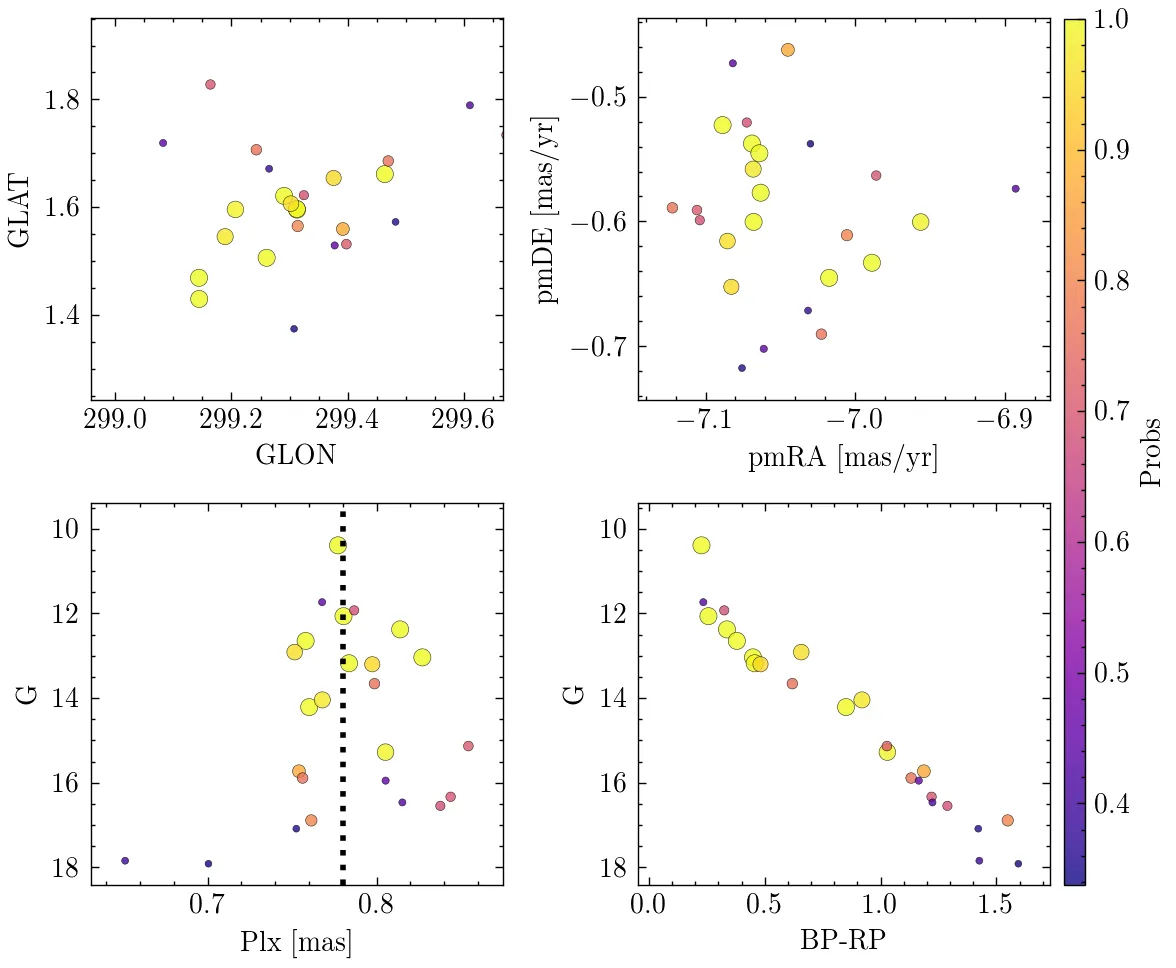 1.8
1.6
1.4
GLAT
299.0 299.2 299.4 299.6
GLON
−0.5
−0.6
−0.7
pmDE [mas/yr]
−7.1 −7.0 −6.9
pmRA [mas/yr]
1.0
0.9
0.8
0.7
0.6
0.5
0.4
Probs
10
12
14
16
18
G
0.7 0.8
Plx [mas]
10
12
14
16
18
G
0.0 0.5 1.0 1.5
BP-RP